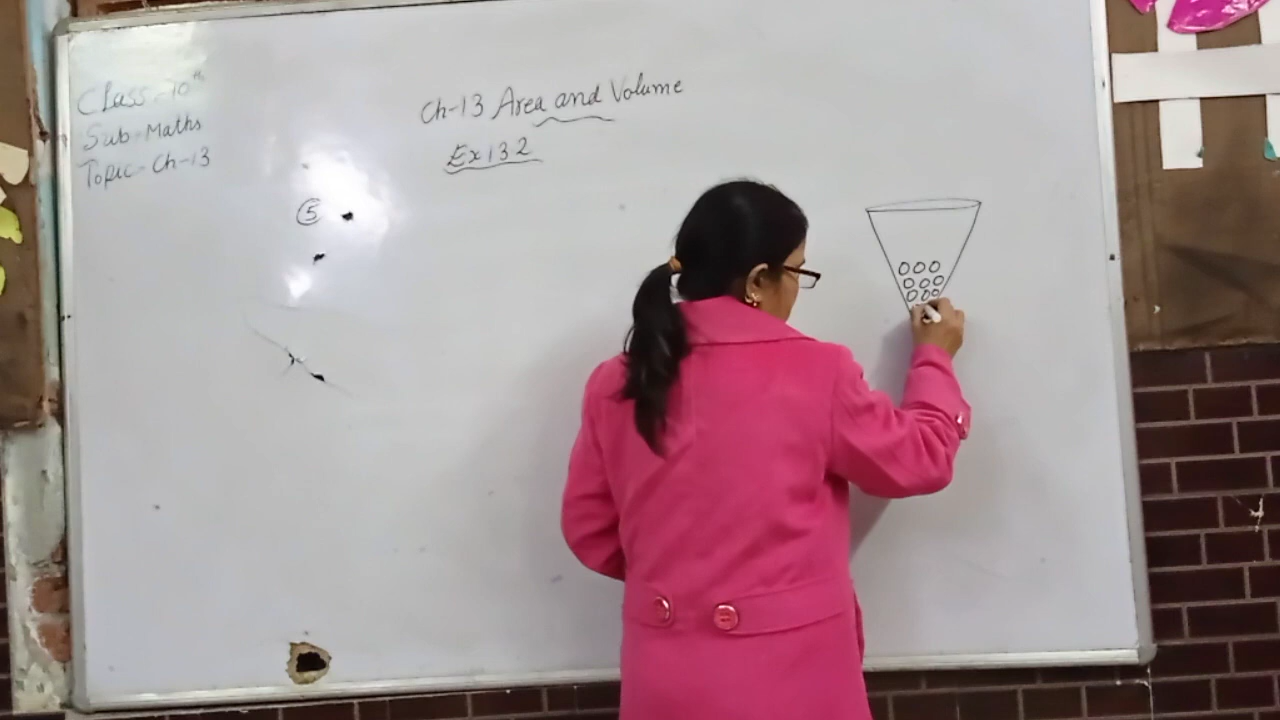 Class-10th
Sub-Maths
Topic-Ch-13
Ch-13 Area and Volume
Ex 13 2
5